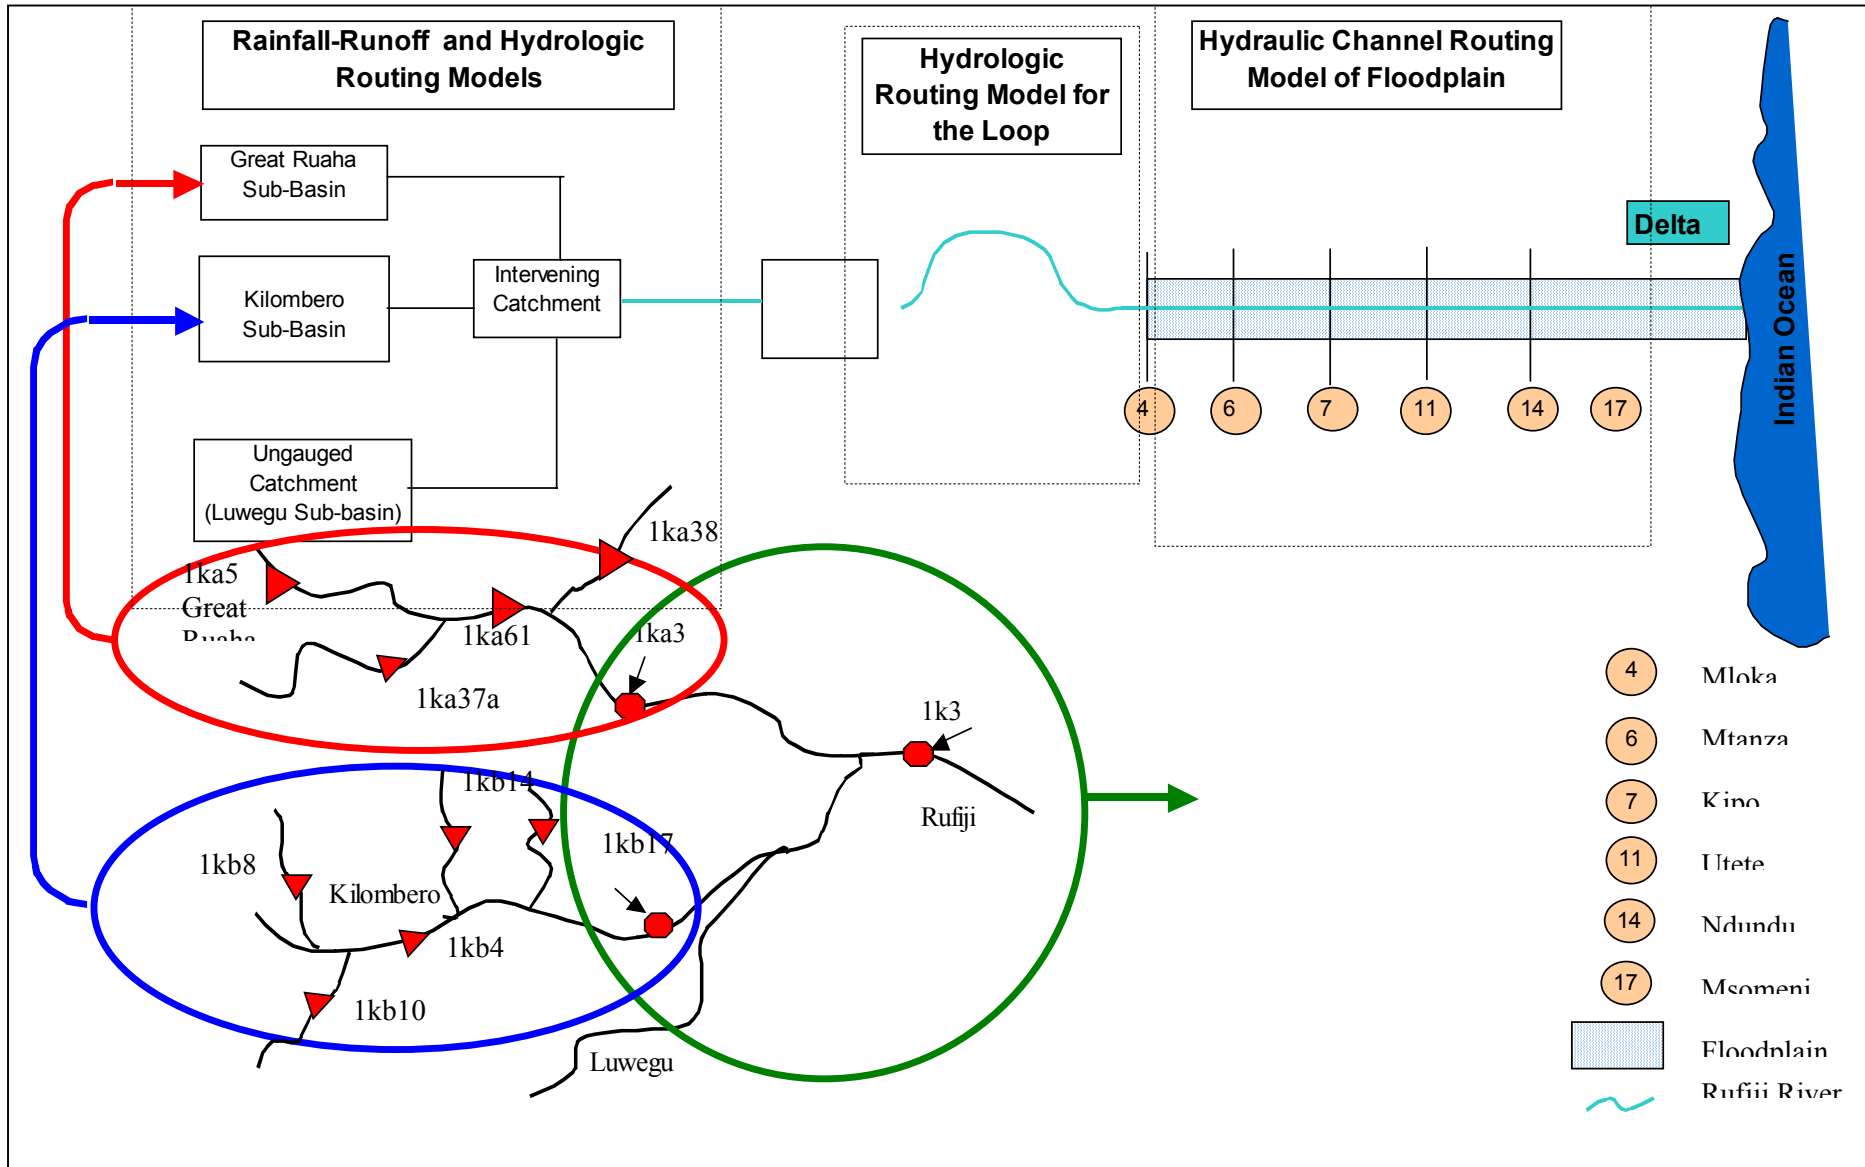 Rainfall-Runoff and Hydrologic
Routing Models
Hydrologic
Routing Model for
the Loop
Hydraulic Channel Routing
Model of Floodplain
Great Ruaha
Sub-Basin
Kilombero
Sub-Basin
Intervening
Catchment
Ungauged
Catchment
(Luwegu Sub-basin)
Delta
Indian Ocean
4
6
7
11
14
17
1ka38
1ka5
Great
Ruaha
1ka61
1ka3
1ka37a
1k3
Rufiji
1kb14
1kb17
1kb8
Kilombero
1kb4
1kb10
Luwegu
4 Mloka
6 Mtanza
7 Kipo
11 Utete
14 Ndundu
17 Msomeni
Floodplain
Rufiji River